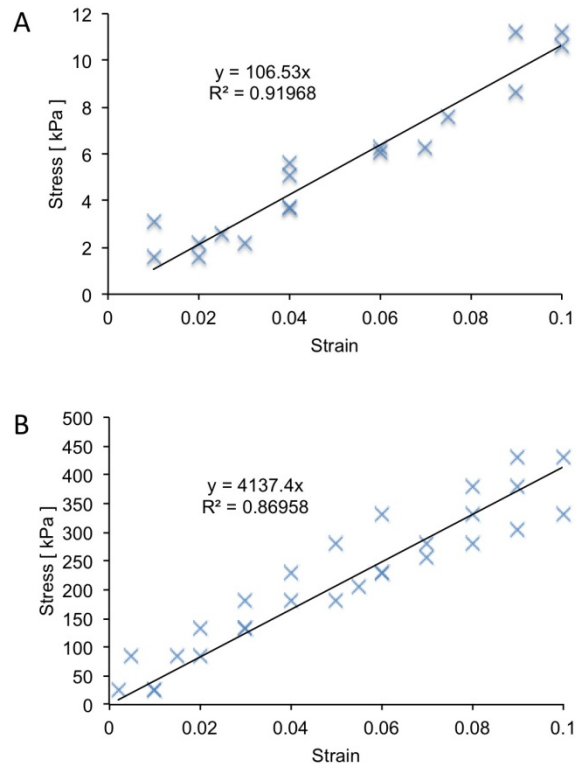 A
12
10
8
6
4
2
0
Stress [ kPa]
y = 106.53x
R² = 0.91968
0 0.02 0.04 0.06 0.08 0.1
Strain
B
500
450
400
350
300
250
200
150
100
50
0
Stress [ kPa]
y = 4137.4x
R² = 0.86958
0 0.02 0.04 0.06 0.08 0.1
Strain